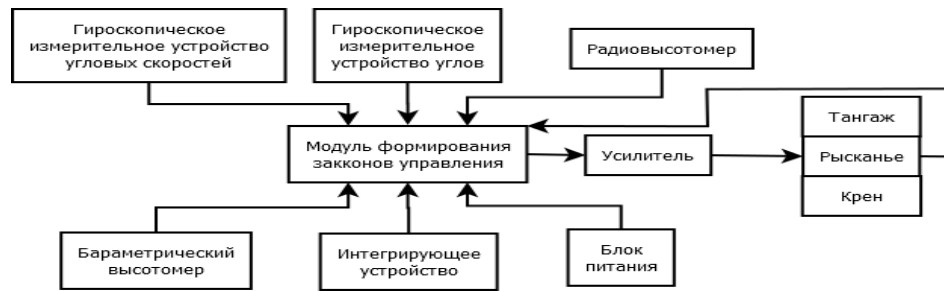 Гироскопическое
измерительное устройство
угловых скоростей
Гироскопическое
измерительное
устройство углов
Радиовысотомер
Модуль формирования
закконов управления
Усилитель
Тангаж
Рысканье
Крен
Бараметрический
высотомер
Интегрирующее
устройство
Блок
питания